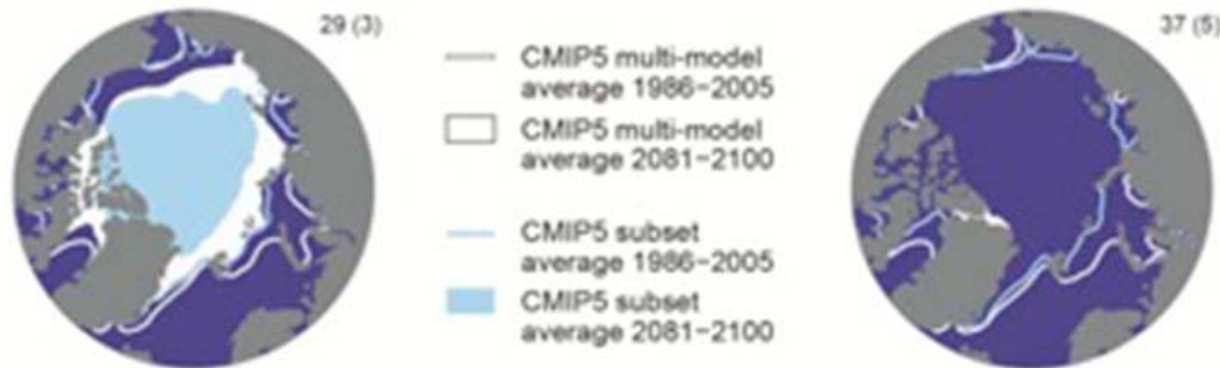 29 (3)
CMIP5 multi-model
average 1986−2005
CMIP5 multi-model
average 2081−2100
CMIP5 subset
average 1986−2005
CMIP5 subset
average 2081−2100
37 (5)